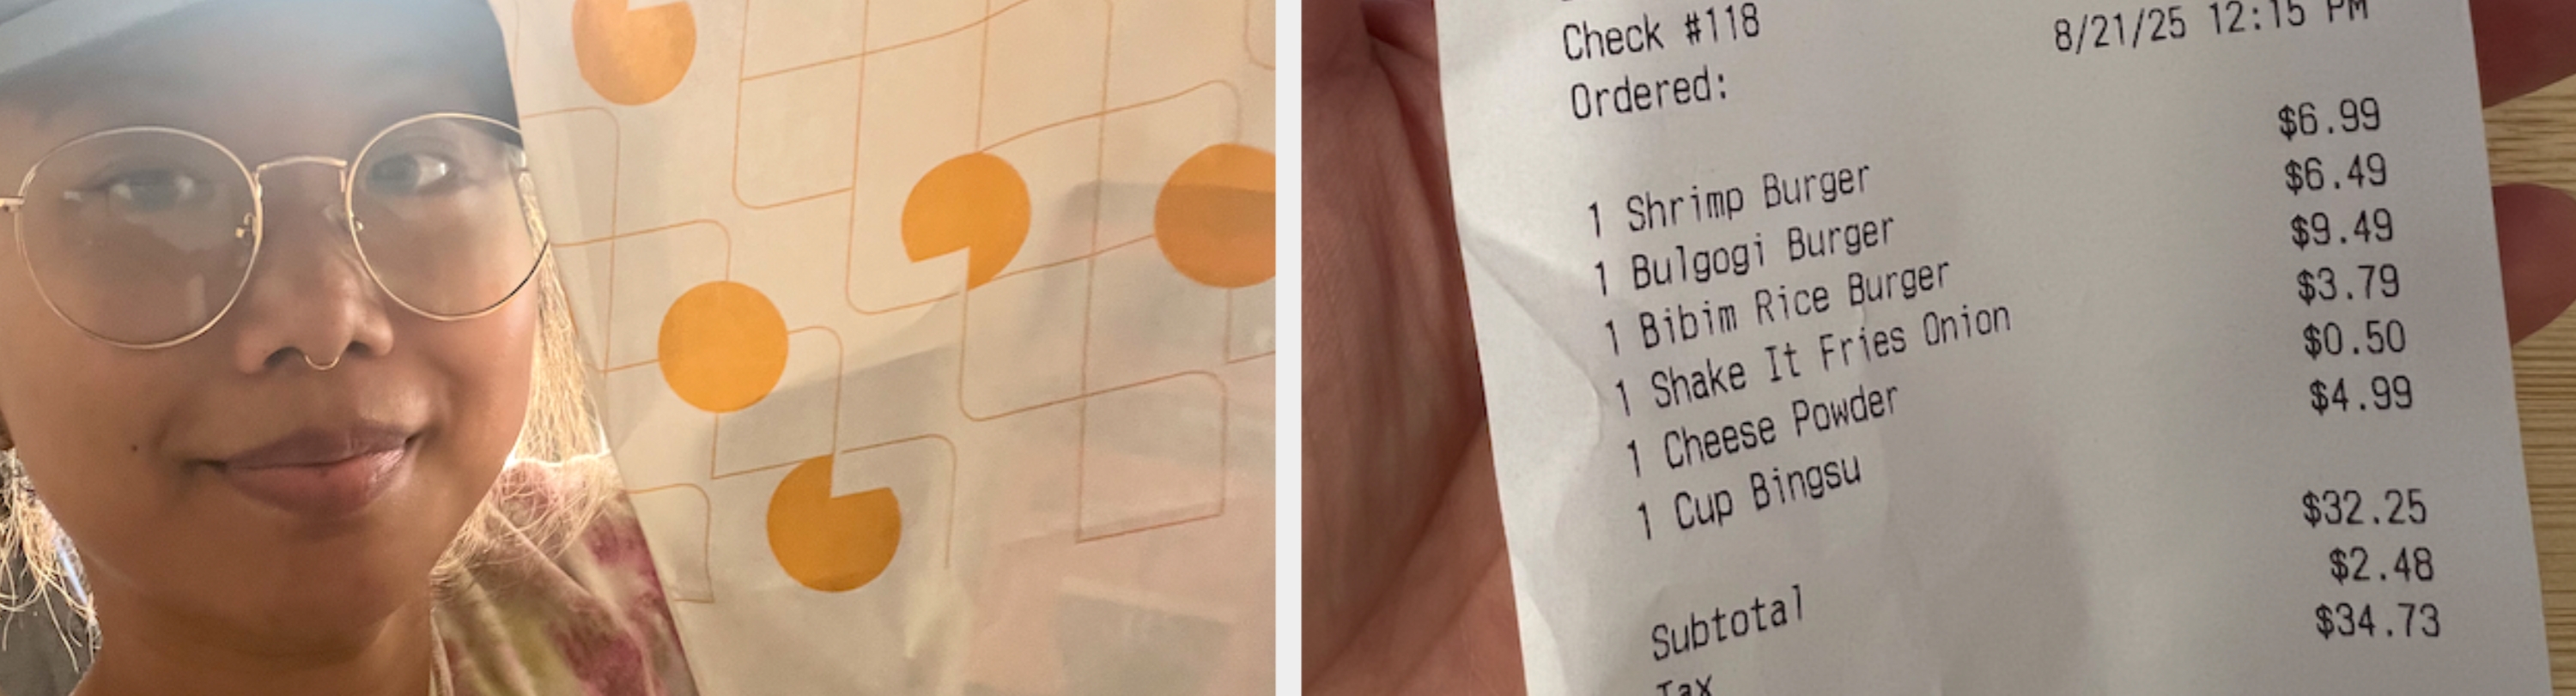 Check #118
Ordered: 8/21/25 12:15 PM
1 Shrimp Burger $6.99
1 Bulgogi Burger $6.49
1 Bibim Rice Burger $9.49
1 Shake It Fries Onion $3.79
1 Cheese Powder $0.50
1 Cup Bingsu $4.99
Subtotal $32.25
Tax $2.48
$34.73